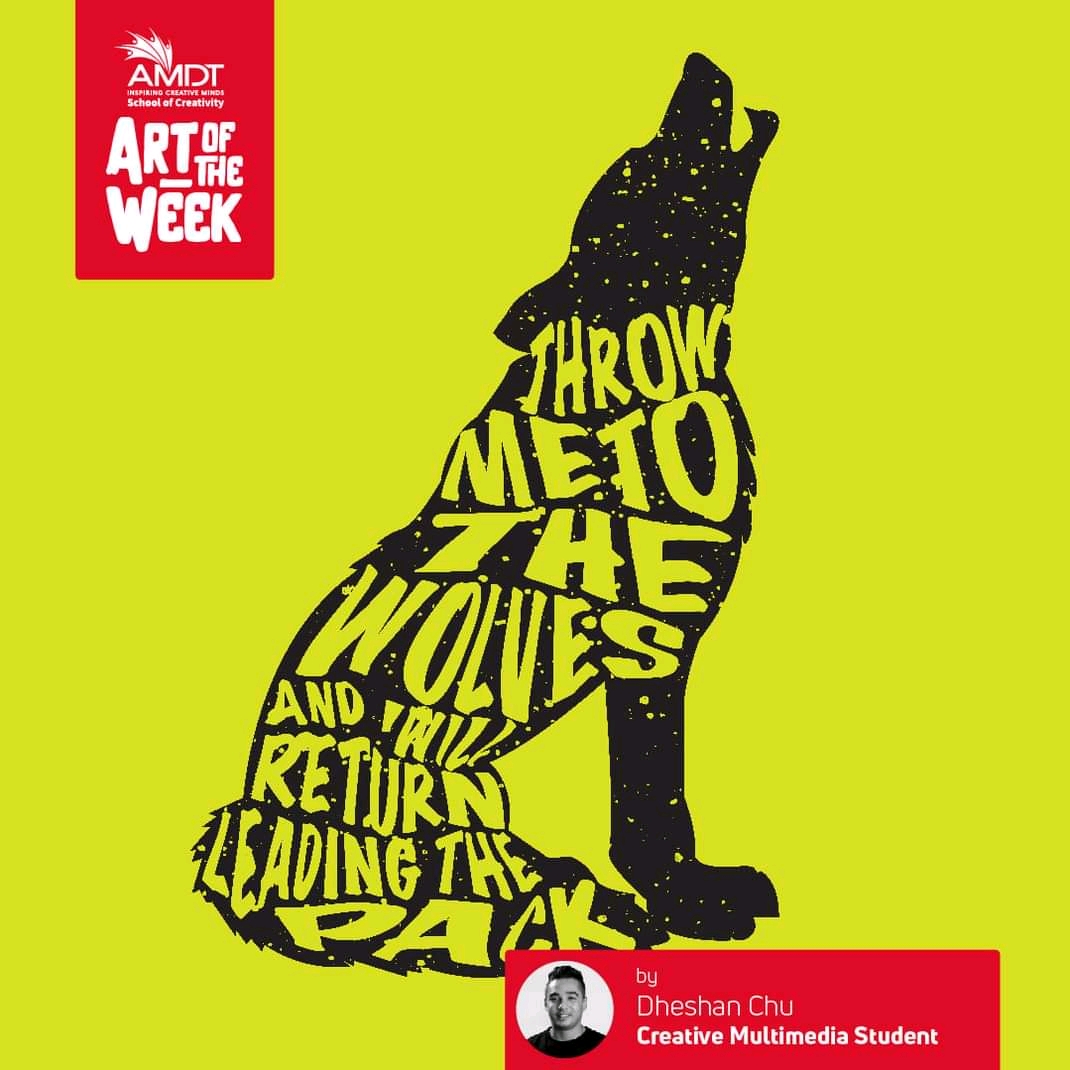 AMDT
INSPIRING CREATIVE MINDS
School of Creativity
ART OF
THE
WEEK
THROW
ME TO
THE
WOLVES
AND I WILL
RETURN
LEADING THE
PACK
by
Dheshan Chu
Creative Multimedia Student